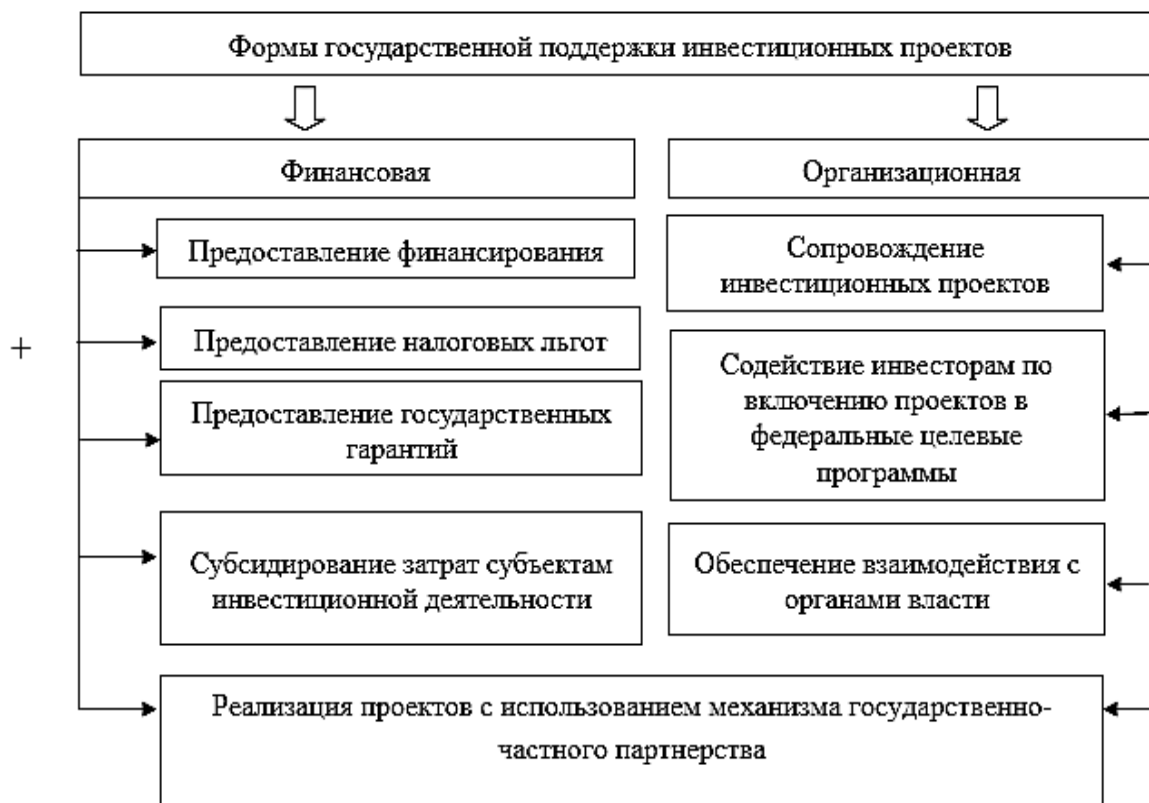 Формы государственной поддержки инвестиционных проектов
Финансовая
Организационная
Предоставление финансирования
Предоставление налоговых льгот
Предоставление государственных
гарантий
Субсидирование затрат субъектам
инвестиционной деятельности
Сопровождение
инвестиционных проектов
Содействие инвесторам по
включению проектов в
федеральные целевые
программы
Обеспечение взаимодействия с
органами власти
Реализация проектов с использованием механизма государственно-
частного партнерства
+